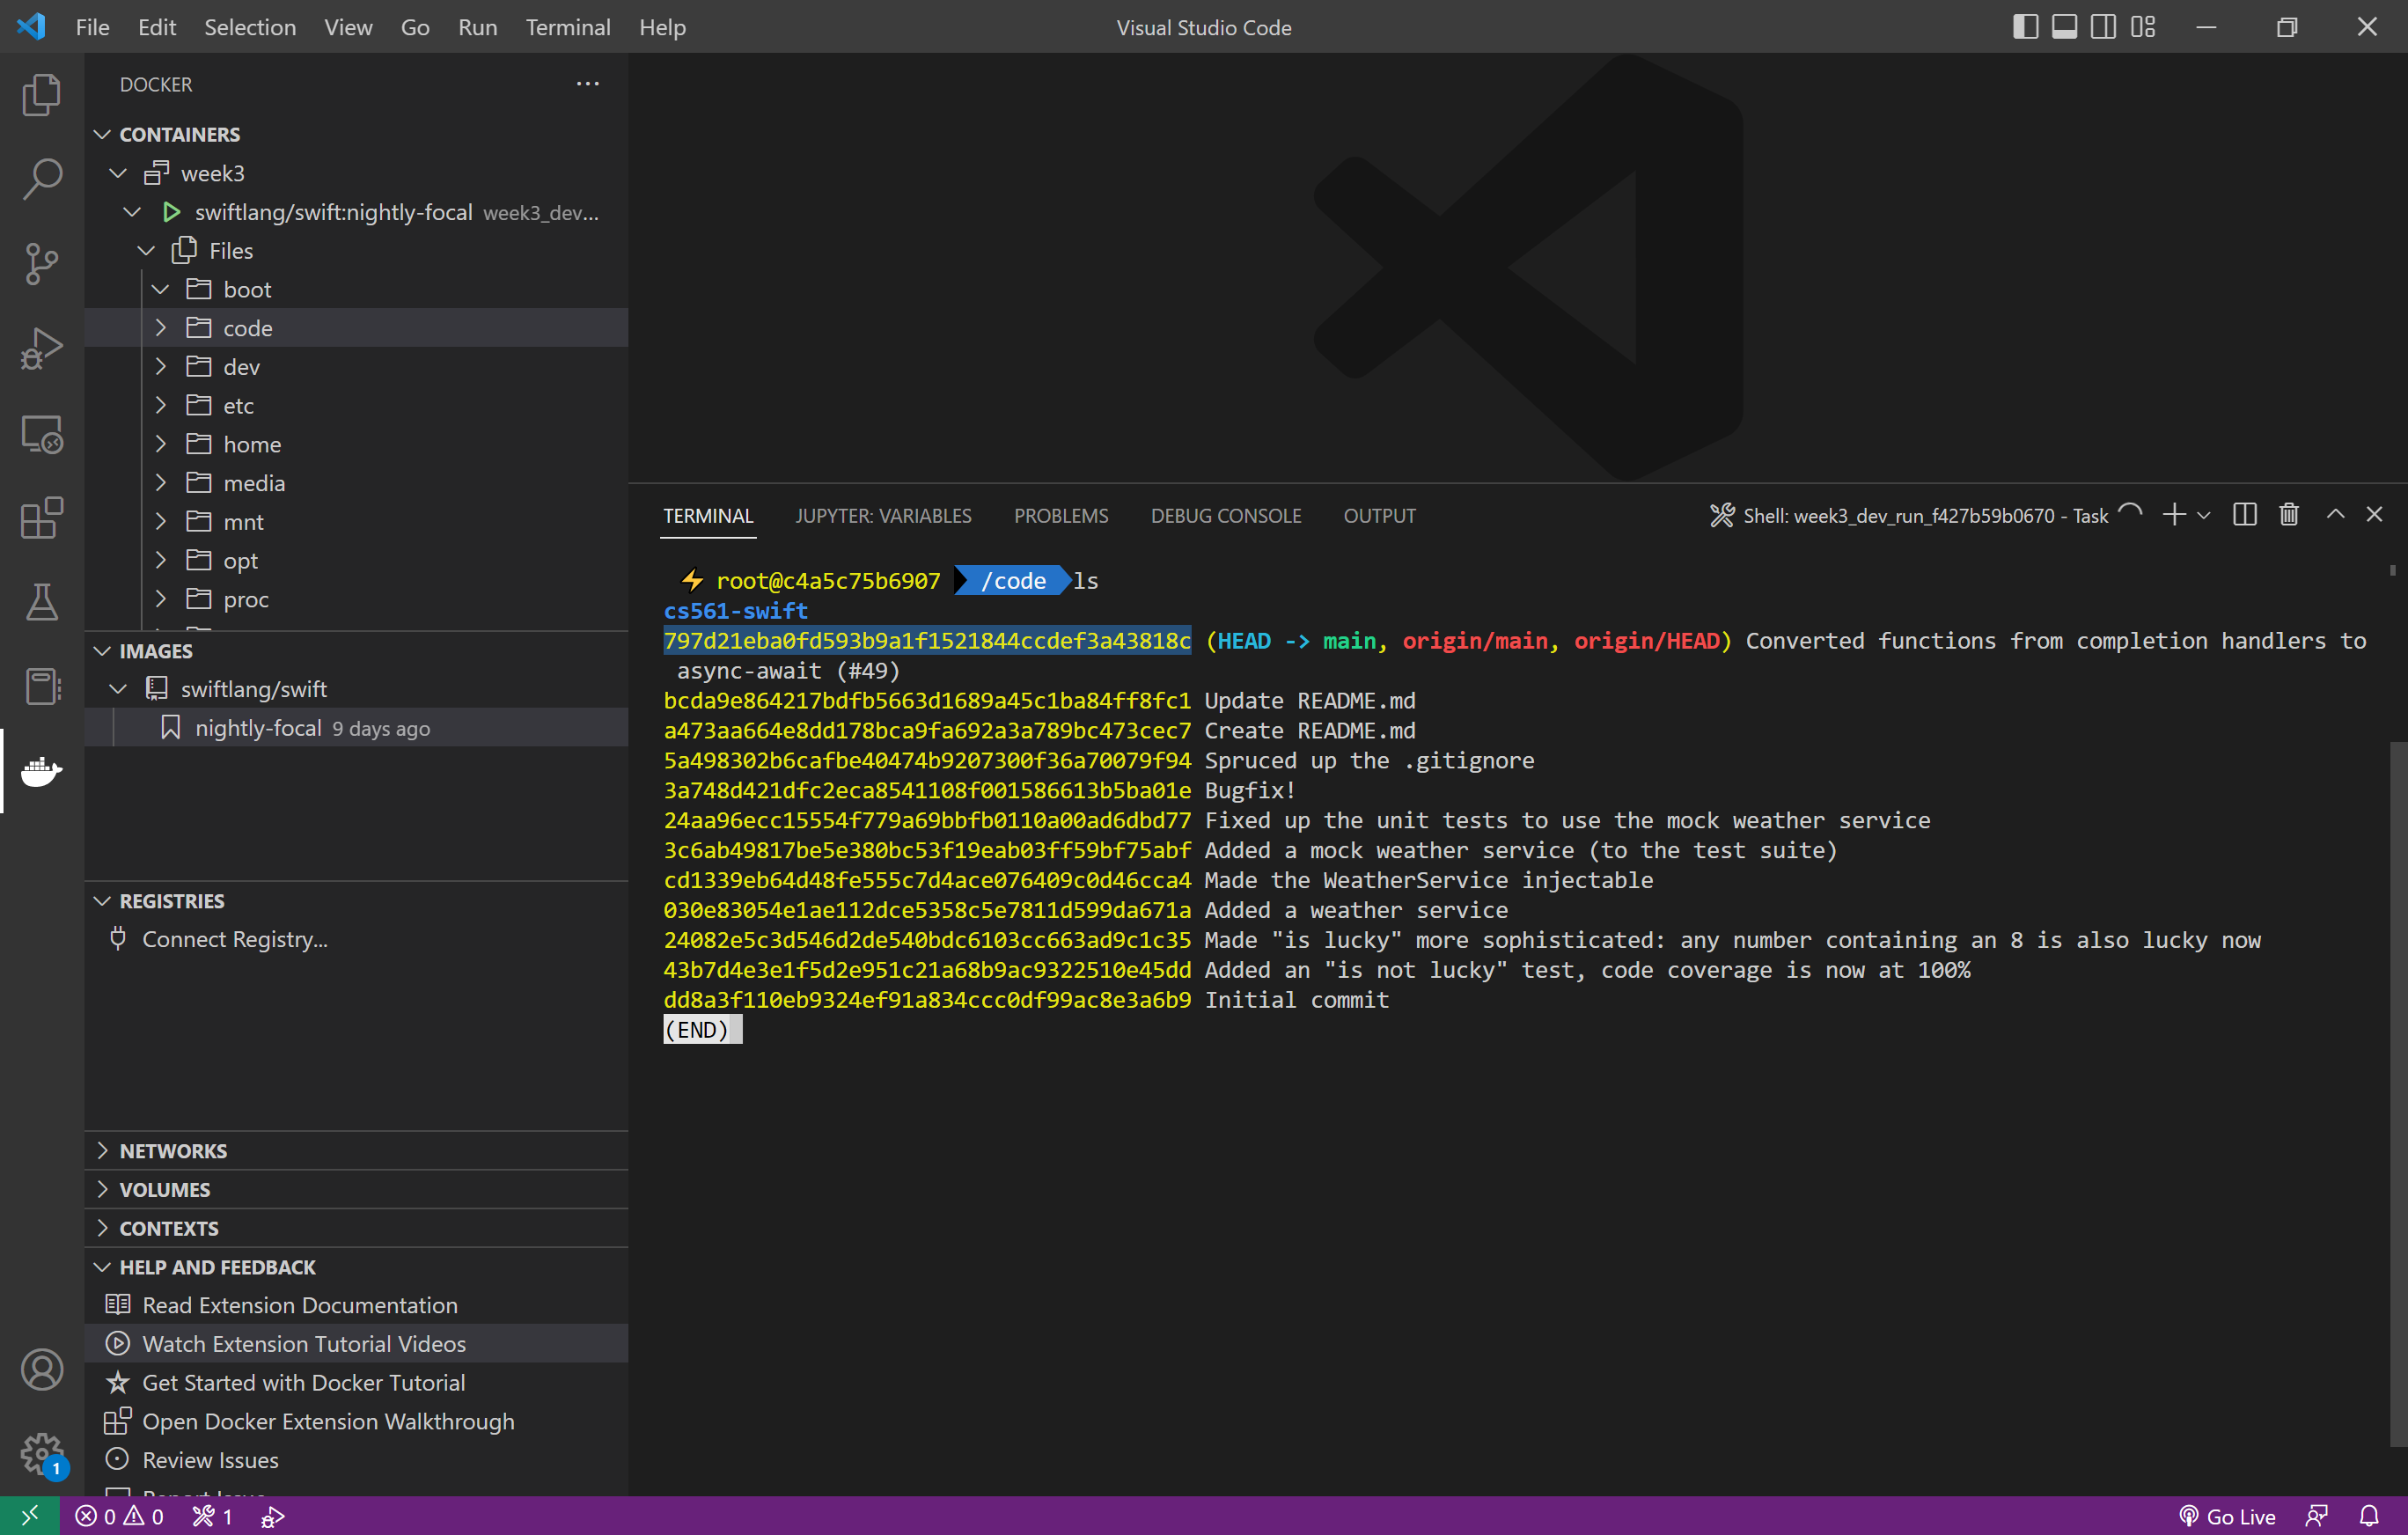 File Edit Selection View Go Run Terminal Help
Visual Studio Code
DOCKER
CONTAINERS
week3
swiftlang/swift:nightly-focal week3_dev...
Files
boot
code
dev
etc
home
media
mnt
opt
proc
IMAGES
swiftlang/swift
nightly-focal 9 days ago
REGISTRIES
Connect Registry...
NETWORKS
VOLUMES
CONTEXTS
HELP AND FEEDBACK
Read Extension Documentation
Watch Extension Tutorial Videos
Get Started with Docker Tutorial
Open Docker Extension Walkthrough
Review Issues
Report Issue
1
TERMINAL JUPYTER: VARIABLES PROBLEMS DEBUG CONSOLE OUTPUT
Shell: week3_dev_run_f427b59b0670 - Task
root@c4a5c75b6907 /code ls
cs561-swift
797d21eba0fd593b9a1f1521844ccdef3a43818c (HEAD -> main, origin/main, origin/HEAD) Converted functions from completion handlers to
async-await (#49)
bcda9e864217bdfb5663d1689a45c1ba84ff8fc1 Update README.md
a473aa664e8dd178bca9fa692a3a789bc473cec7 Create README.md
5a498302b6cafbe40474b9207300f36a70079f94 Spruced up the .gitignore
3a748d421dfc2eca8541108f001586613b5ba01e Bugfix!
24aa96ecc15554f779a69bbfb0110a00ad6dbd77 Fixed up the unit tests to use the mock weather service
3c6ab49817be5e380bc53f19eab03ff59bf75abf Added a mock weather service (to the test suite)
cd1339eb64d48fe555c7d4ace076409c0d46cca4 Made the WeatherService injectable
030e83054e1ae112dce5358c5e7811d599da671a Added a weather service
24082e5c3d546d2de540bdc6103cc663ad9c1c35 Made "is lucky" more sophisticated: any number containing an 8 is also lucky now
43b7d4e3e1f5d2e951c21a68b9ac9322510e45dd Added an "is not lucky" test, code coverage is now at 100%
dd8a3f110eb9324ef91a834ccc0df99ac8e3a6b9 Initial commit
(END)
0 0 1
Go Live